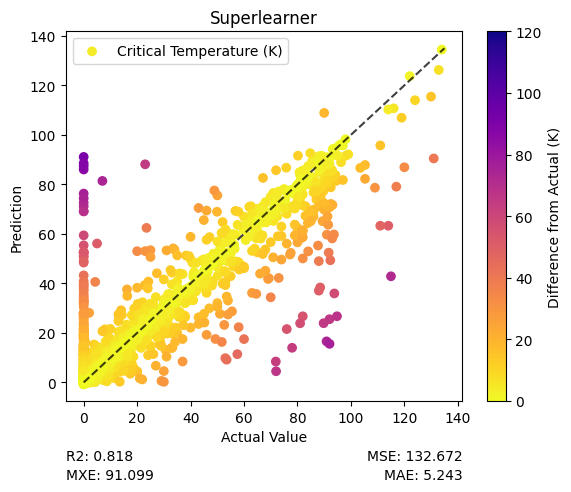 Superlearner
Critical Temperature (K)
140
120
100
80
60
40
20
0
Prediction
0 20 40 60 80 100 120 140
Actual Value
120
100
80
60
40
20
0
Difference from Actual (K)
R2: 0.818 MSE: 132.672
MXE: 91.099 MAE: 5.243